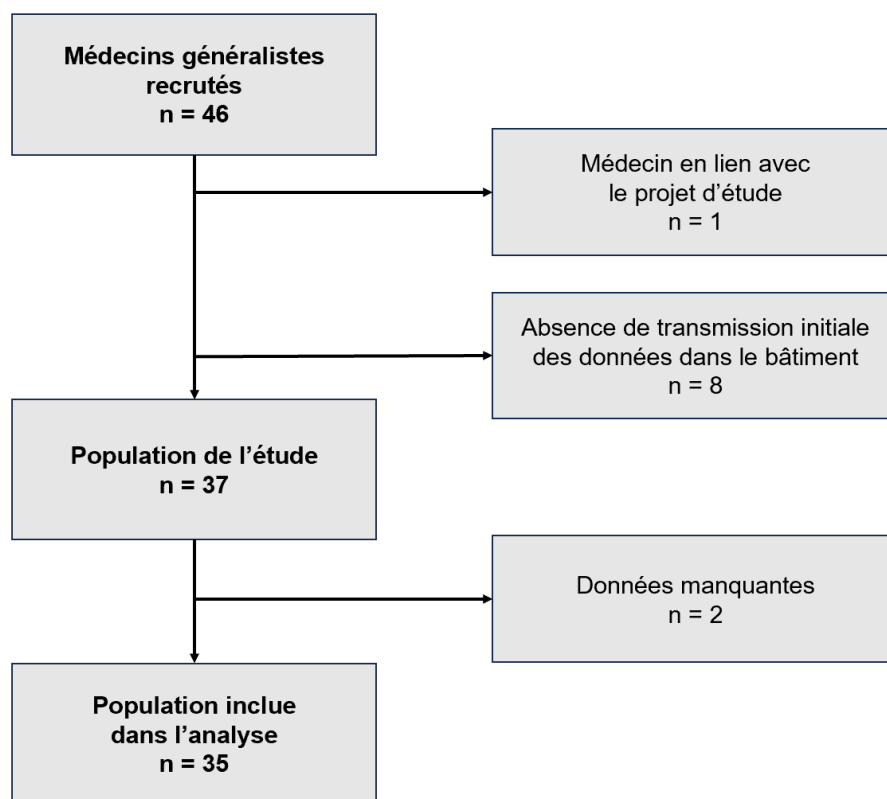 Médecins généralistes
recrutés
n = 46
Médecin en lien avec
le projet d’étude
n = 1
Absence de transmission initiale
des données dans le bâtiment
n = 8
Population de l’étude
n = 37
Données manquantes
n = 2
Population inclue
dans l’analyse
n = 35